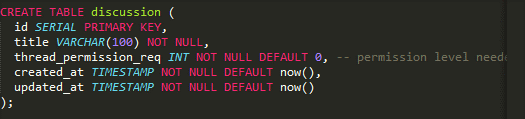 CREATE TABLE discussion (
id SERIAL PRIMARY KEY,
title VARCHAR(100) NOT NULL,
thread_permission_req INT NOT NULL DEFAULT 0, -- permission level
created_at TIMESTAMP NOT NULL DEFAULT now(),
updated_at TIMESTAMP NOT NULL DEFAULT now()
);